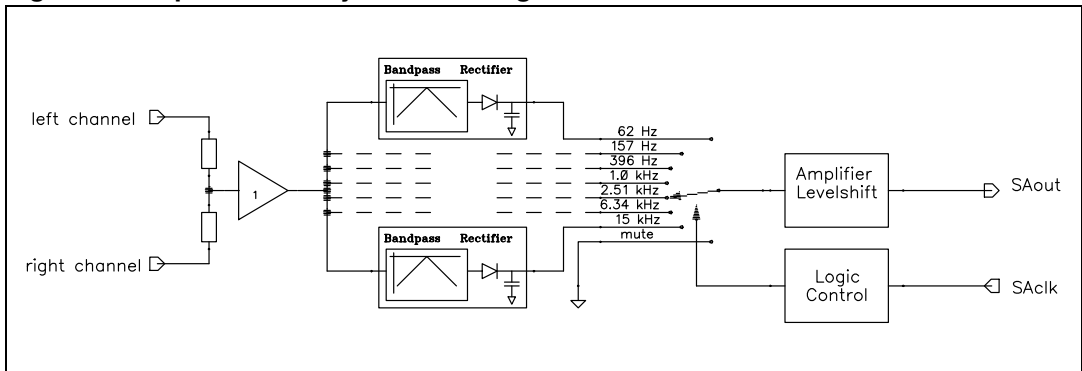 left channel
right channel
1
Bandpass Rectifier
Bandpass Rectifier
62 Hz
157 Hz
396 Hz
1.0 kHz
2.51 kHz
6.34 kHz
15 kHz
mute
Amplifier
Levelshift
SAout
Logic
Control
SAclk